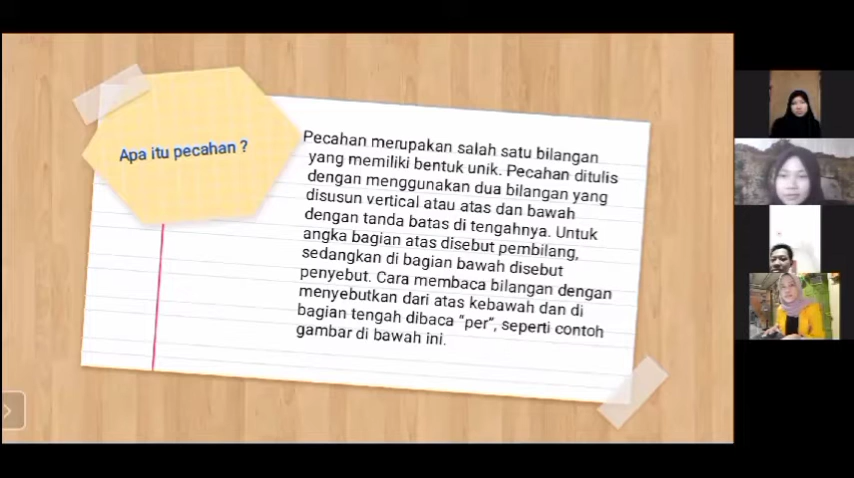 Apa itu pecahan ?
Pecahan merupakan salah satu bilangan
yang memiliki bentuk unik. Pecahan ditulis
dengan menggunakan dua bilangan yang
disusun vertical atau atas dan bawah
dengan tanda batas di tengahnya. Untuk
angka bagian atas disebut pembilang,
sedangkan di bagian bawah disebut
penyebut. Cara membaca bilangan dengan
menyebutkan dari atas kebawah dan di
bagian tengah dibaca “per”, seperti contoh
gambar di bawah ini.